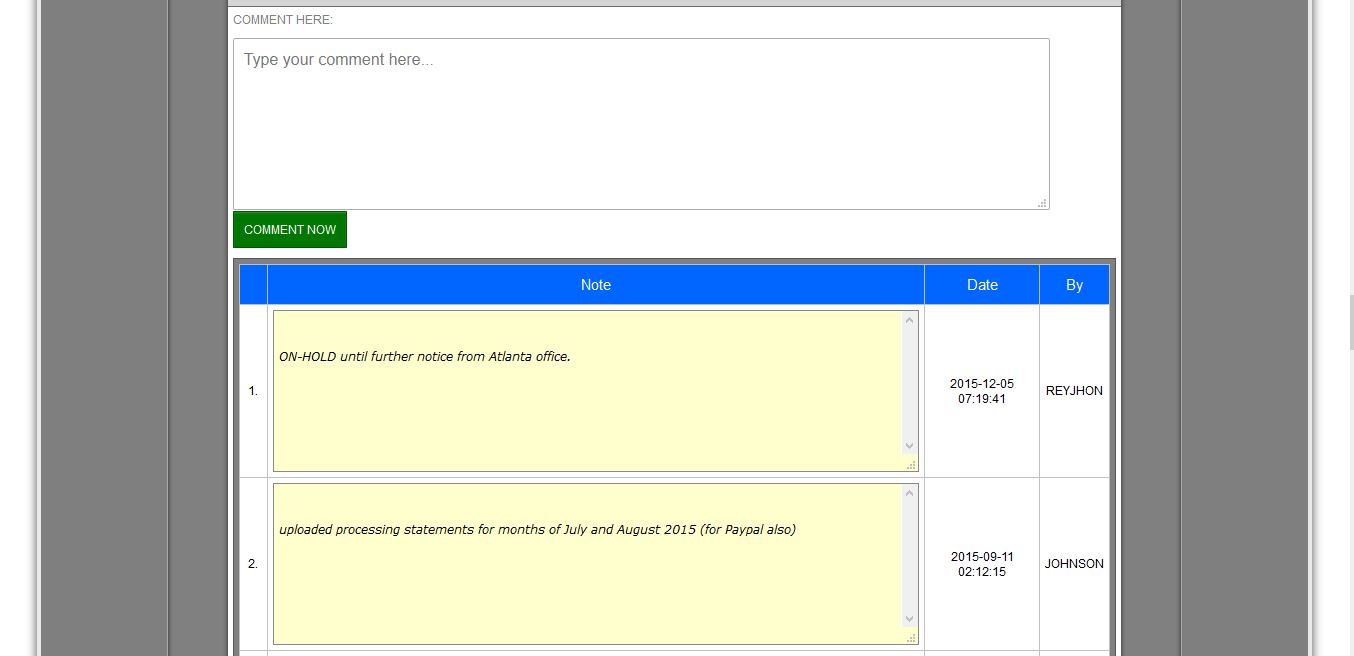 COMMENT HERE:
Type your comment here...
COMMENT NOW
Note Date By
1. ON-HOLD until further notice from Atlanta office. 2015-12-05 07:19:41 REYJHON
2. uploaded processing statements for months of July and August 2015 (for Paypal also) 2015-09-11 02:12:15 JOHNSON